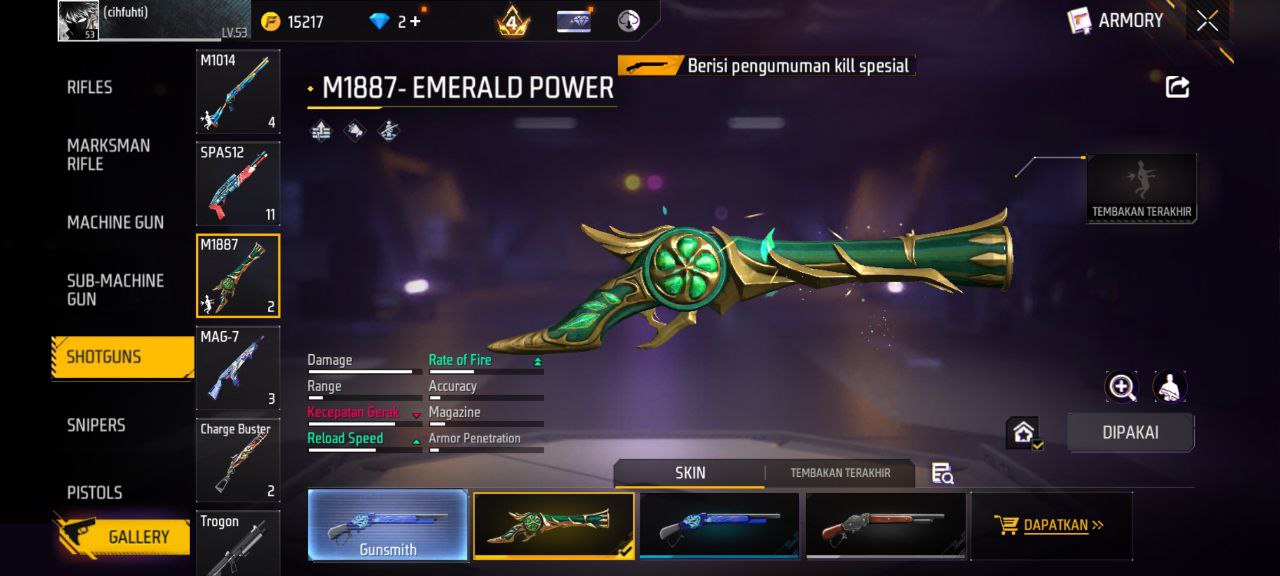 (cihfuhti)
53
LV.53
15217
2+
4
ARMORY
RIFLES
MARKSMAN
RIFLE
MACHINE GUN
SUB-MACHINE
GUN
SHOTGUNS
SNIPERS
PISTOLS
GALLERY
M1014
4
SPAS12
11
M1887
2
MAG-7
3
Charge Buster
2
Trogon
M1887- EMERALD POWER
Berisi pengumuman kill spesial
TEMBAKAN TERAKHIR
Damage
Rate of Fire
Range
Accuracy
Kecepatan Gerak
Magazine
Reload Speed
Armor Penetration
DIPAKAI
SKIN
TEMBAKAN TERAKHIR
Gunsmith
DAPATKAN >>